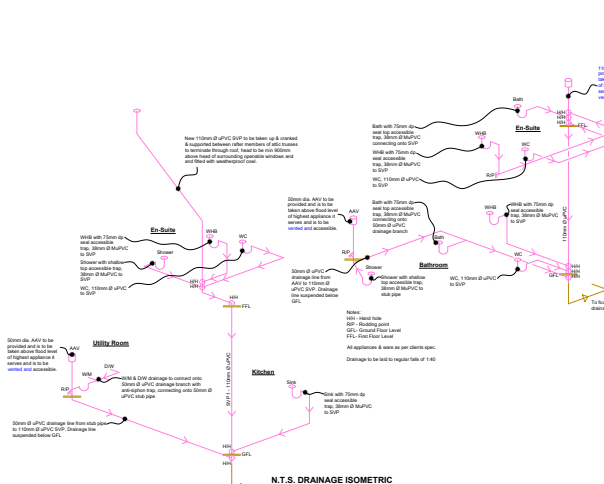 New 110mm Ø uPVC SVP to be taken up & cranked
& supported between rafter members of attic trusses
to terminate through roof, head to be min 900mm
above head of surrounding openable windows and
and fitted with weatherproof cowl.
En-Suite
WHB with 75mm dp
seal accessible
trap, 38mm Ø MuPVC
to SVP
Shower with shallow
top accessible trap,
38mm Ø MuPVC to
SVP
WC, 110mm Ø uPVC
to SVP
WHB
WC
Shower
H/H
H/H
H/H
FFL
Utility Room
50mm dia. AAV to be
provided and is to be
taken above flood level
of highest appliance it
serves and is to be
vented and accessible.
AAV
D/W
W/M
R/P
W/M & D/W drainage to connect onto
50mm Ø uPVC drainage branch with
anti-siphon trap, connecting onto 50mm Ø
uPVC stub pipe
50mm Ø uPVC drainage line from stub pipe
to 110mm Ø uPVC SVP. Drainage line
suspended below GFL
SVP1 - 110mm Ø uPVC
Kitchen
Sink
Sink with 75mm dp
seal accessible
trap, 38mm Ø MuPVC
to SVP
H/H
GFL
H/H
Bath
Bath with 75mm dp
seal top accessible
trap, 38mm Ø MuPVC
connecting onto SVP
WHB with 75mm dp
seal accessible
trap, 38mm Ø MuPVC
to SVP
WC, 110mm Ø uPVC
to SVP
WHB
En-Suite
WC
R/P
H/H
H/H
H/H
FFL
110mm Ø uPVC
50mm dia. AAV to be
provided and is to be
taken above flood level
of highest appliance it
serves and is to be
vented and accessible.
AAV
Bath with 75mm dp
seal top accessible
trap, 38mm Ø MuPVC
connecting onto
50mm Ø uPVC
drainage branch
WHB
WHB with 75mm dp
seal accessible
trap, 38mm Ø MuPVC
to SVP
Bath
R/P
Shower
Bathroom
WC
50mm Ø uPVC
drainage line from
AAV to 110mm Ø
uPVC SVP. Drainage
line suspended below
GFL
Shower with shallow
top accessible trap,
38mm Ø MuPVC to
stub pipe
WC, 110mm Ø uPVC
to SVP
H/H
H/H
H/H
GFL
Notes:
H/H - Hand hole
R/P - Rodding point
GFL- Ground Floor Level
FFL- First Floor Level
All appliances & ware as per clients spec.
Drainage to be laid to regular falls of 1:40
N.T.S. DRAINAGE ISOMETRIC